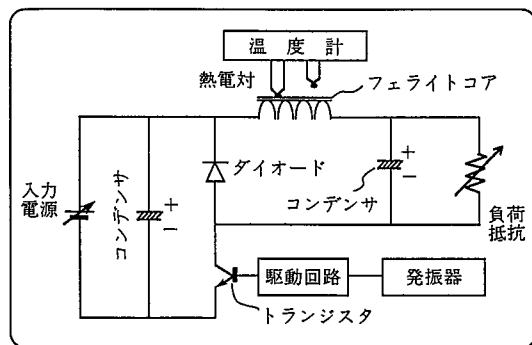 温度計
熱電対
フェライトコア
ダイオード
コンデンサ
入力
電源
コンデンサ
負荷
抵抗
駆動回路
発振器
トランジスタ